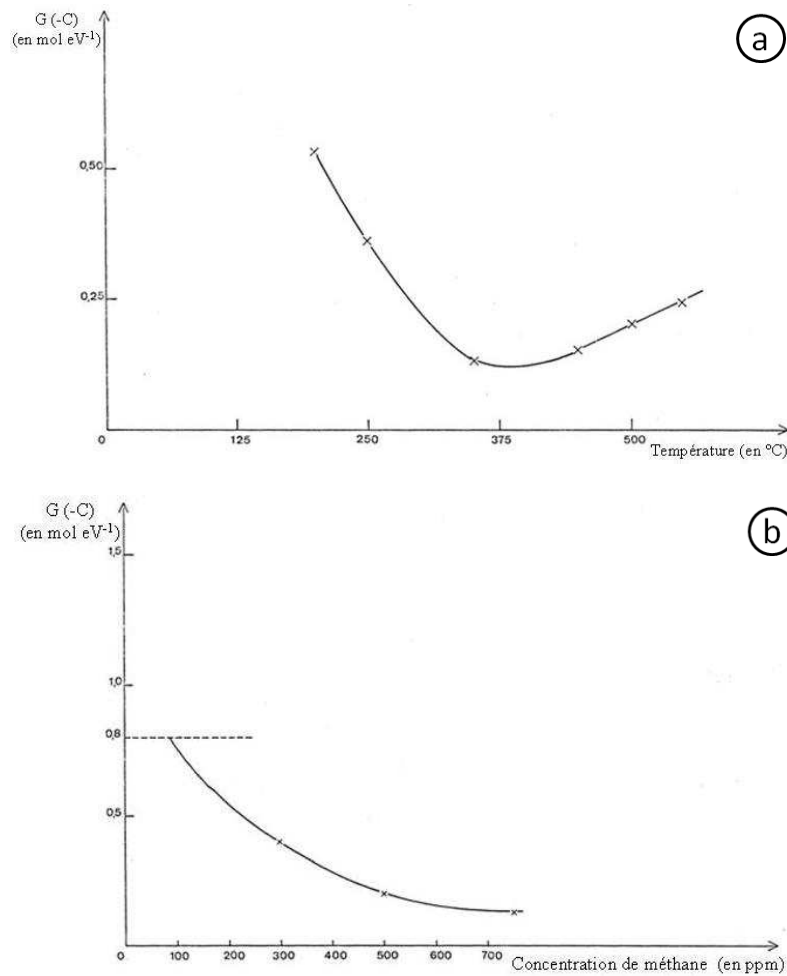 G (-C)
(en mol eV-1)
a
0,50
0,25
0
125
250
375
500
Température (en °C)
G (-C)
(en mol eV-1)
b
1,5
1,0
0,8
0,5
0
100
200
300
400
500
600
700
Concentration de méthane (en ppm)